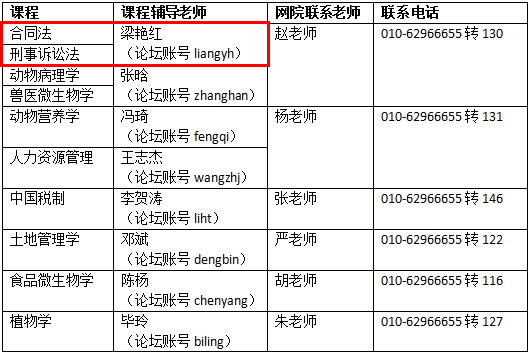 课程 课程辅导老师 网院联系老师 联系电话
合同法 梁艳红 赵老师 010-62966655 转 130
刑事诉讼法 （论坛账号 liangyh）
动物病理学 张晗
兽医微生物学 （论坛账号 zhanghan）
动物营养学 冯琦 杨老师 010-62966655 转 131
（论坛账号 fengqi）
人力资源管理 王志杰
（论坛账号 wangzhj）
中国税制 李贺涛 张老师 010-62966655 转 146
（论坛账号 liht）
土地管理学 邓斌 严老师 010-62966655 转 122
（论坛账号 dengbin）
食品微生物学 陈杨 胡老师 010-62966655 转 116
（论坛账号 chenyang）
植物学 毕玲 朱老师 010-62966655 转 127
（论坛账号 biling）